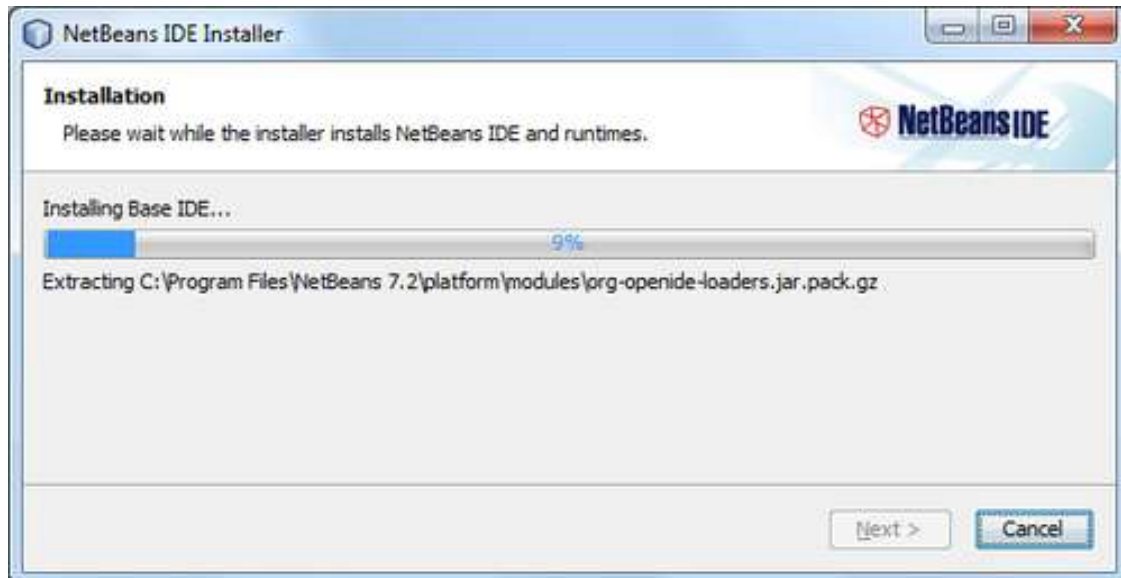 NetBeans IDE Installer
Installation
Please wait while the installer installs NetBeans IDE and runtimes.
NetBeans IDE
Installing Base IDE...
9%
Extracting C:\Program Files\NetBeans 7.2\platform\modules\org-openide-loaders.jar.pack.gz
Next >
Cancel